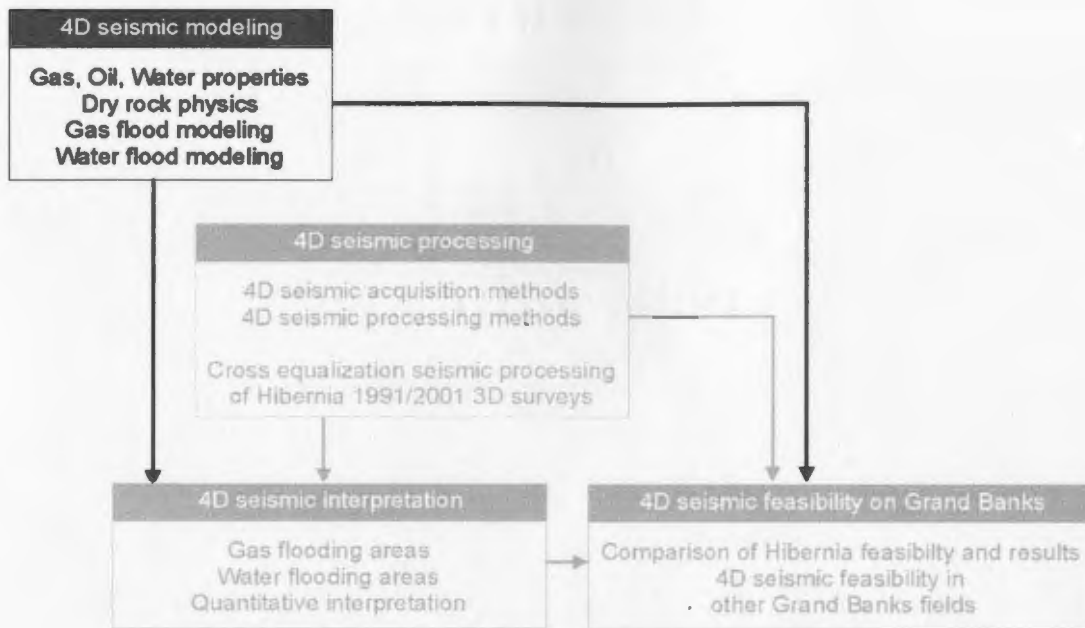 4D seismic modeling
Gas, Oil, Water properties
Dry rock physics
Gas flood modeling
Water flood modeling
4D seismic processing
4D seismic acquisition methods
4D seismic processing methods
Cross equalization seismic processing
of Hibernia 1991/2001 3D surveys
4D seismic interpretation
Gas flooding areas
Water flooding areas
Quantitative interpretation
4D seismic feasibility on Grand Banks
Comparison of Hibernia feasibilty and results
4D seismic feasibility in
other Grand Banks fields